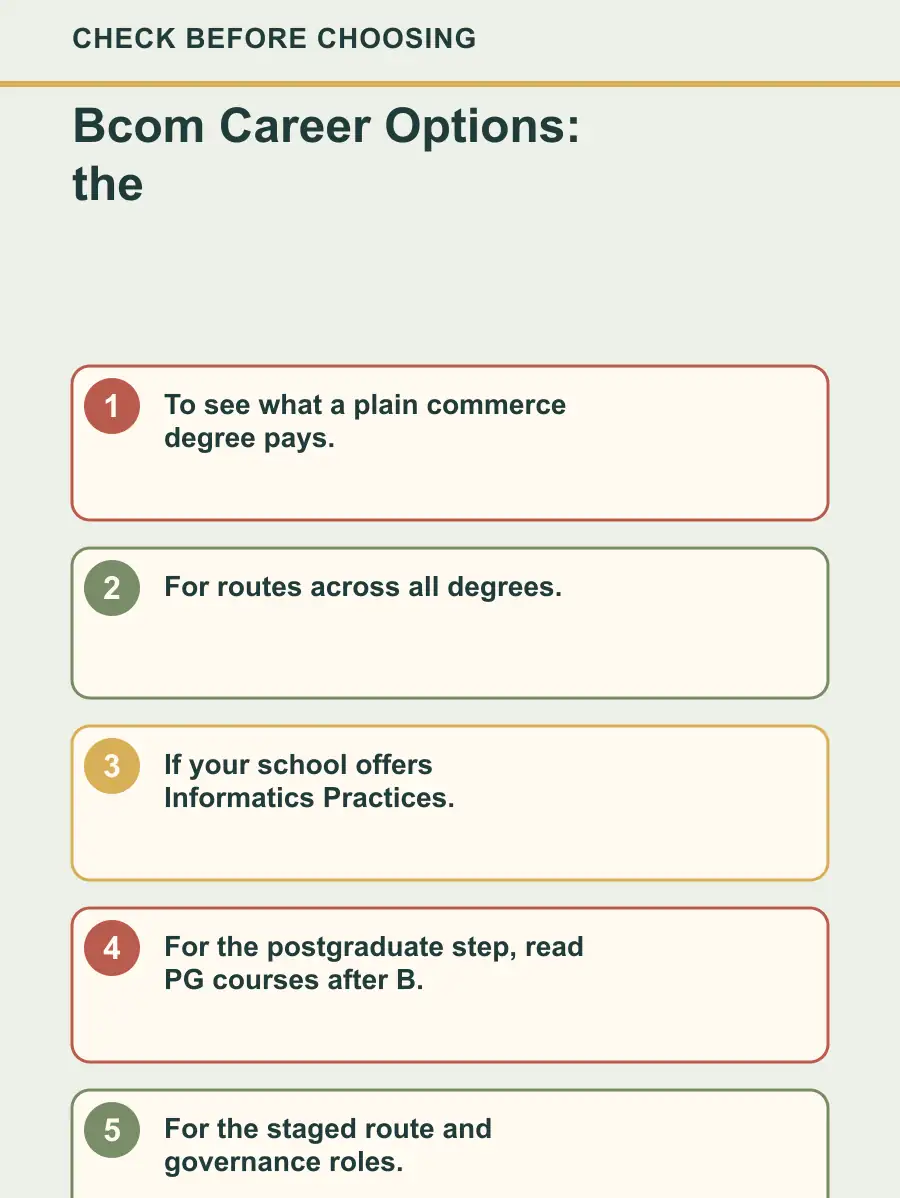 CHECK BEFORE CHOOSING
Bcom Career Options:
the
1
To see what a plain commerce
degree pays.
2
For routes across all degrees.
3
If your school offers
Informatics Practices.
4
For the postgraduate step, read
PG courses after B.
5
For the staged route and
governance roles.